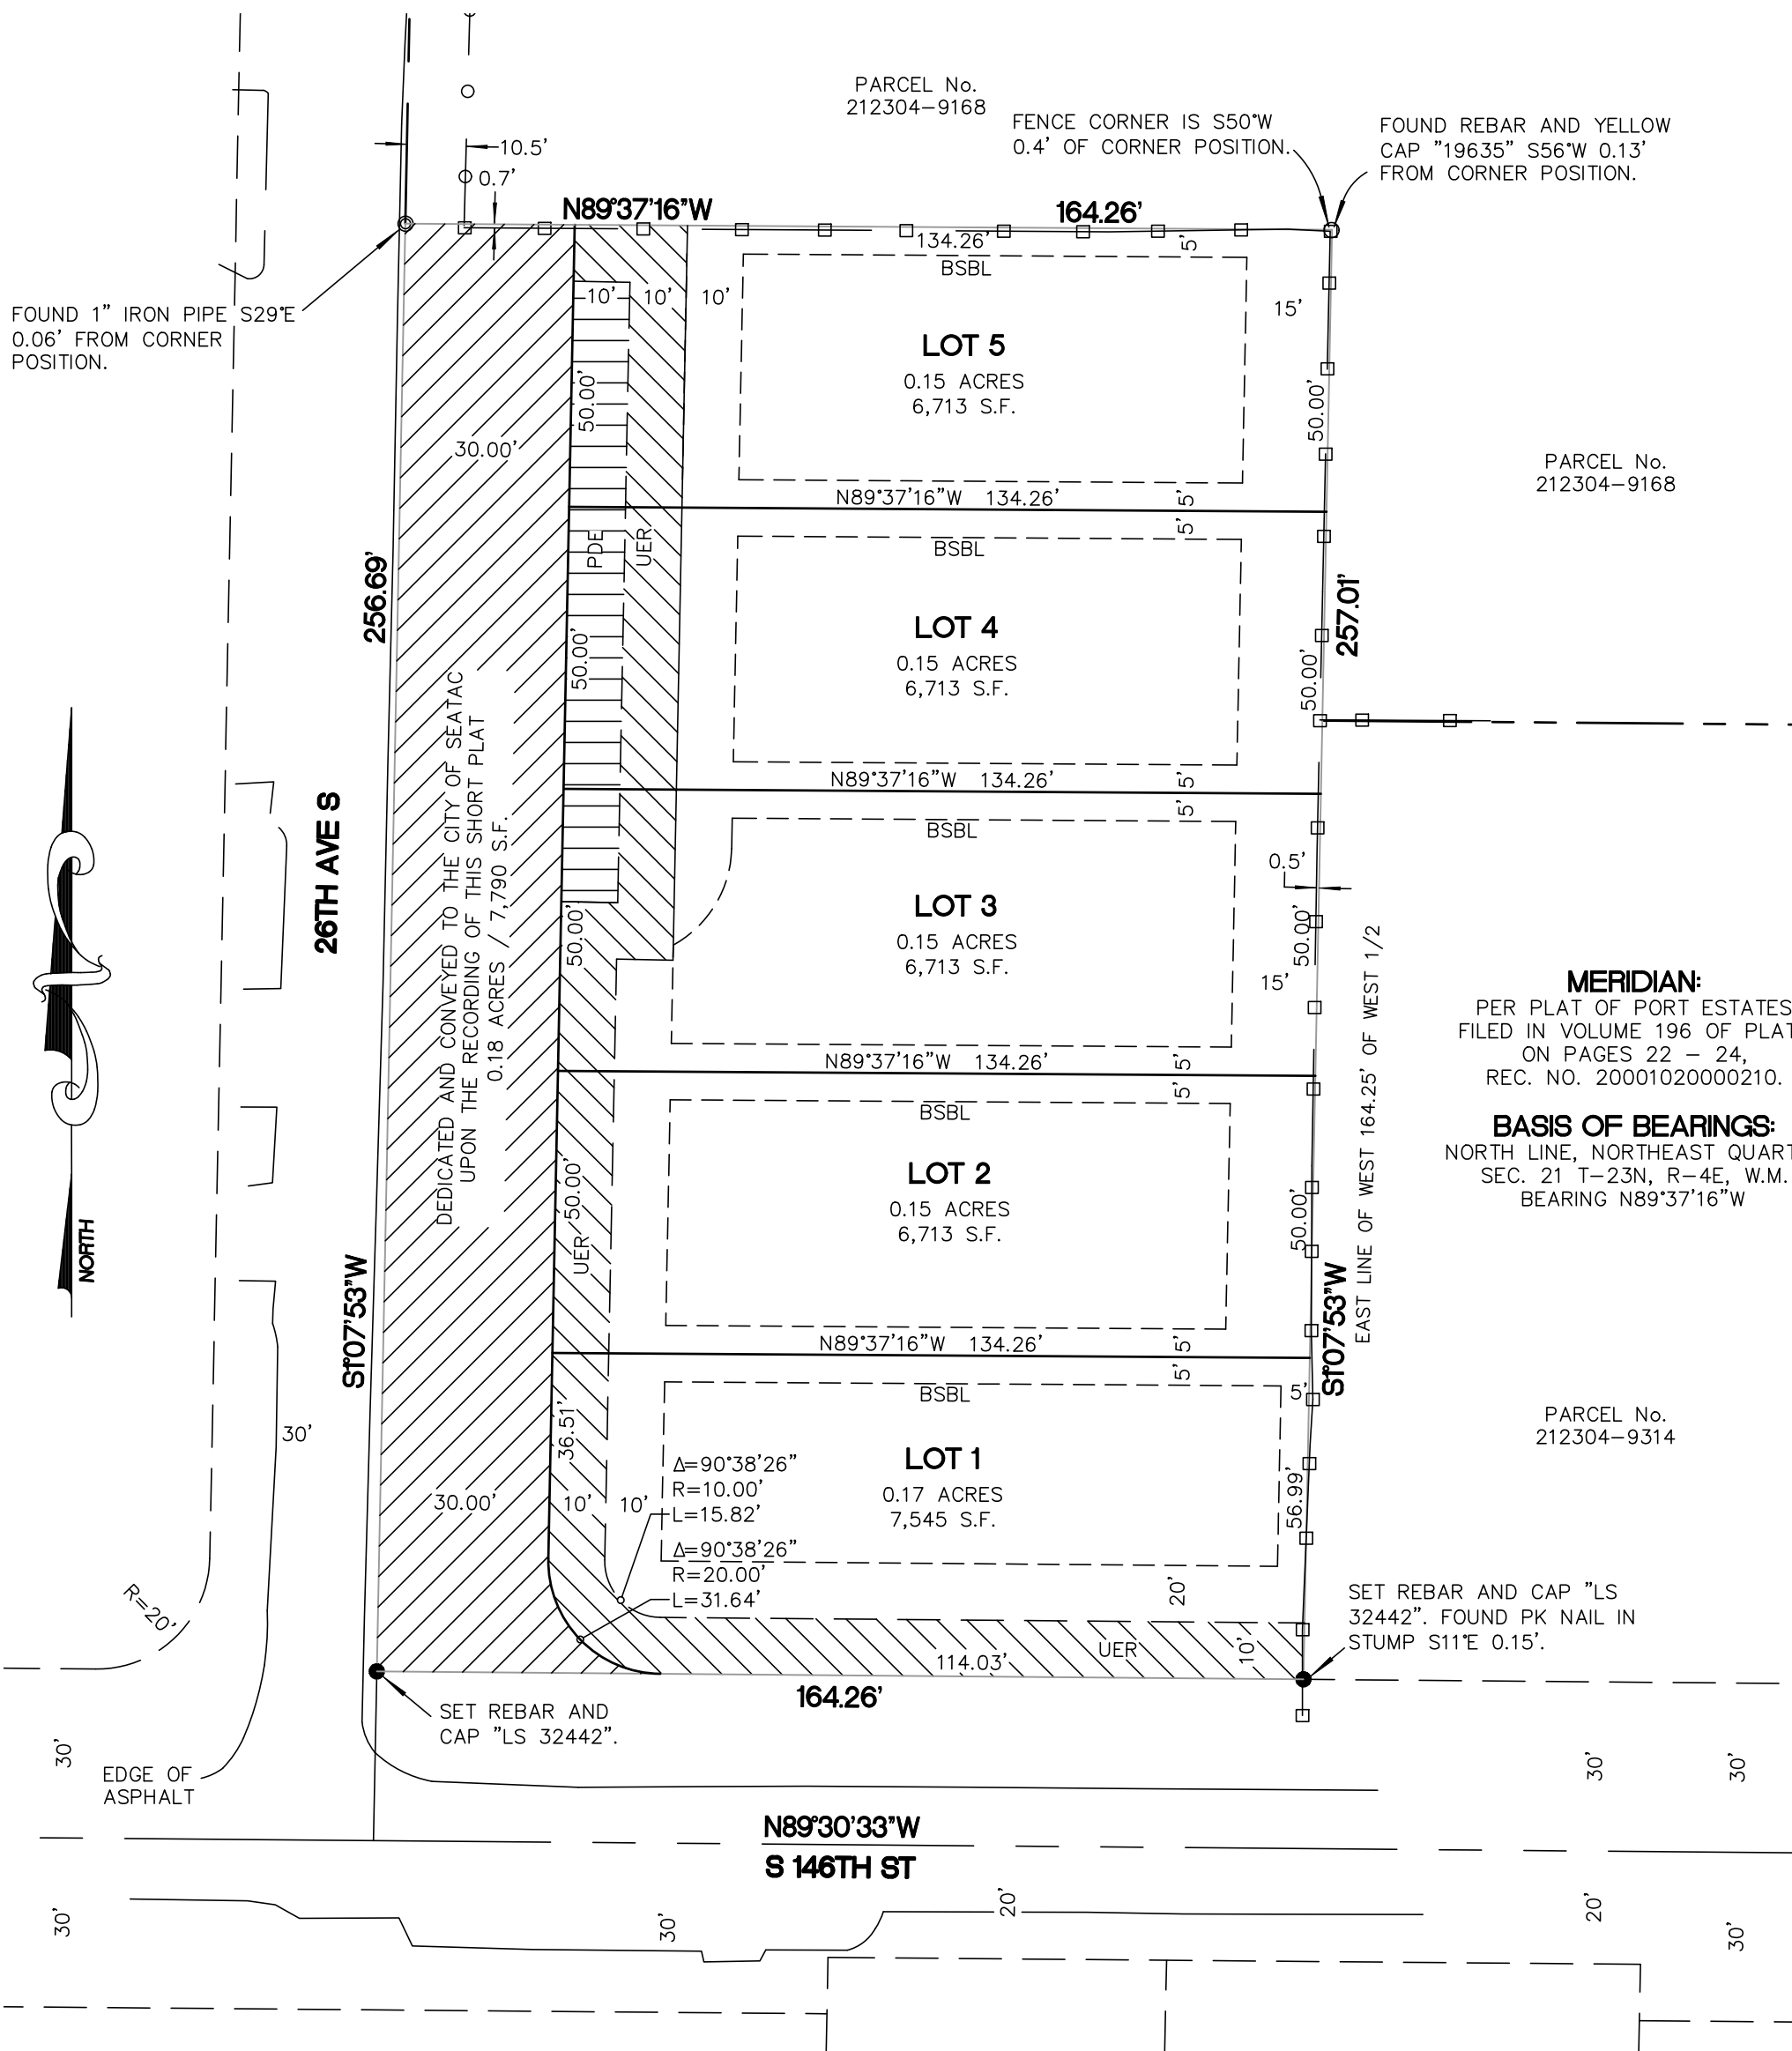 PARCEL No.
212304-9168
FENCE CORNER IS S50°W
0.4' OF CORNER POSITION.
FOUND REBAR AND YELLOW
CAP "19635" S56°W 0.13'
FROM CORNER POSITION.
10.5'
0.7'
N89°37'16"W
164.26'
134.26'
5'
BSBL
10'
10'
10'
15'
FOUND 1" IRON PIPE S29°E
0.06' FROM CORNER
POSITION.
LOT 5
0.15 ACRES
6,713 S.F.
50.00'
50.00'
30.00'
PARCEL No.
212304-9168
N89°37'16"W 134.26'
5'
5'
PDE
UER
BSBL
256.69'
257.01'
LOT 4
0.15 ACRES
6,713 S.F.
50.00'
50.00'
N89°37'16"W 134.26'
5'
5'
BSBL
26TH AVE S
DEDICATED AND CONVEYED TO THE CITY OF SEATAC
UPON THE RECORDING OF THIS SHORT PLAT
0.18 ACRES / 7,790 S.F.
0.5'
LOT 3
0.15 ACRES
6,713 S.F.
50.00'
50.00'
15'
EAST LINE OF WEST 164.25' OF WEST 1/2
MERIDIAN:
PER PLAT OF PORT ESTATES
FILED IN VOLUME 196 OF PLAT
ON PAGES 22 - 24,
REC. NO. 20001020000210.
N89°37'16"W 134.26'
5'
5'
BSBL
BASIS OF BEARINGS:
NORTH LINE, NORTHEAST QUART
SEC. 21 T-23N, R-4E, W.M.
BEARING N89°37'16"W
LOT 2
0.15 ACRES
6,713 S.F.
50.00'
50.00'
UER
NORTH
S1°07'53"W
S1°07'53"W
N89°37'16"W 134.26'
5'
5'
BSBL
5'
30'
36.51'
PARCEL No.
212304-9314
LOT 1
0.17 ACRES
7,545 S.F.
Δ=90°38'26"
R=10.00'
L=15.82'
30.00'
10'
10'
56.99'
Δ=90°38'26"
R=20.00'
L=31.64'
R=20'
20'
SET REBAR AND CAP "LS
32442". FOUND PK NAIL IN
STUMP S11°E 0.15'.
UER
10'
114.03'
164.26'
SET REBAR AND
CAP "LS 32442".
30'
EDGE OF
ASPHALT
30'
30'
N89°30'33"W
S 146TH ST
30'
30'
20'
20'
30'